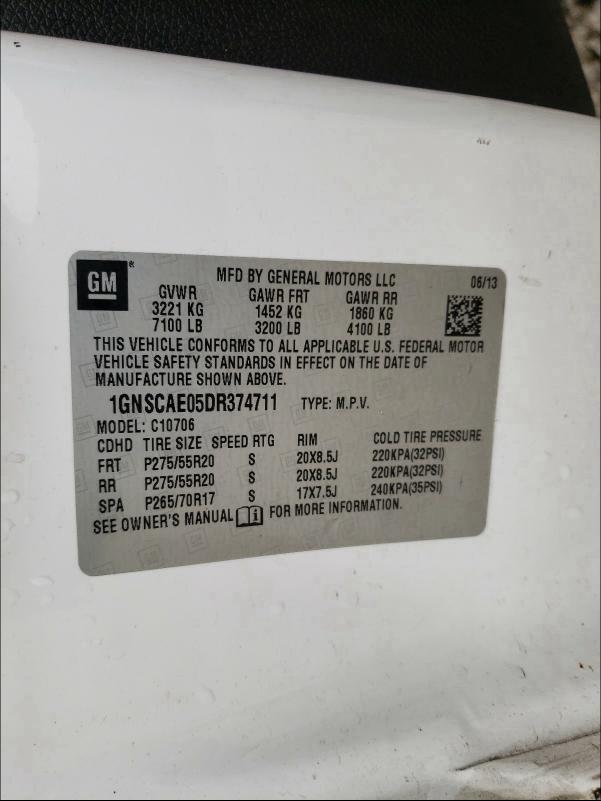 GM®
MFD BY GENERAL MOTORS LLC 06/13
GVWR GAWR FRT GAWR RR
3221 KG 1452 KG 1860 KG
7100 LB 3200 LB 4100 LB
THIS VEHICLE CONFORMS TO ALL APPLICABLE U.S. FEDERAL MOTOR
VEHICLE SAFETY STANDARDS IN EFFECT ON THE DATE OF
MANUFACTURE SHOWN ABOVE.
1GNSCAE05DR374711 TYPE: M.P.V.
MODEL: C10706
CDHD TIRE SIZE SPEED RTG RIM COLD TIRE PRESSURE
FRT P275/55R20 S 20X8.5J 220KPA(32PSI)
RR P275/55R20 S 20X8.5J 220KPA(32PSI)
SPA P265/70R17 S 17X7.5J 240KPA(35PSI)
SEE OWNER'S MANUAL FOR MORE INFORMATION.